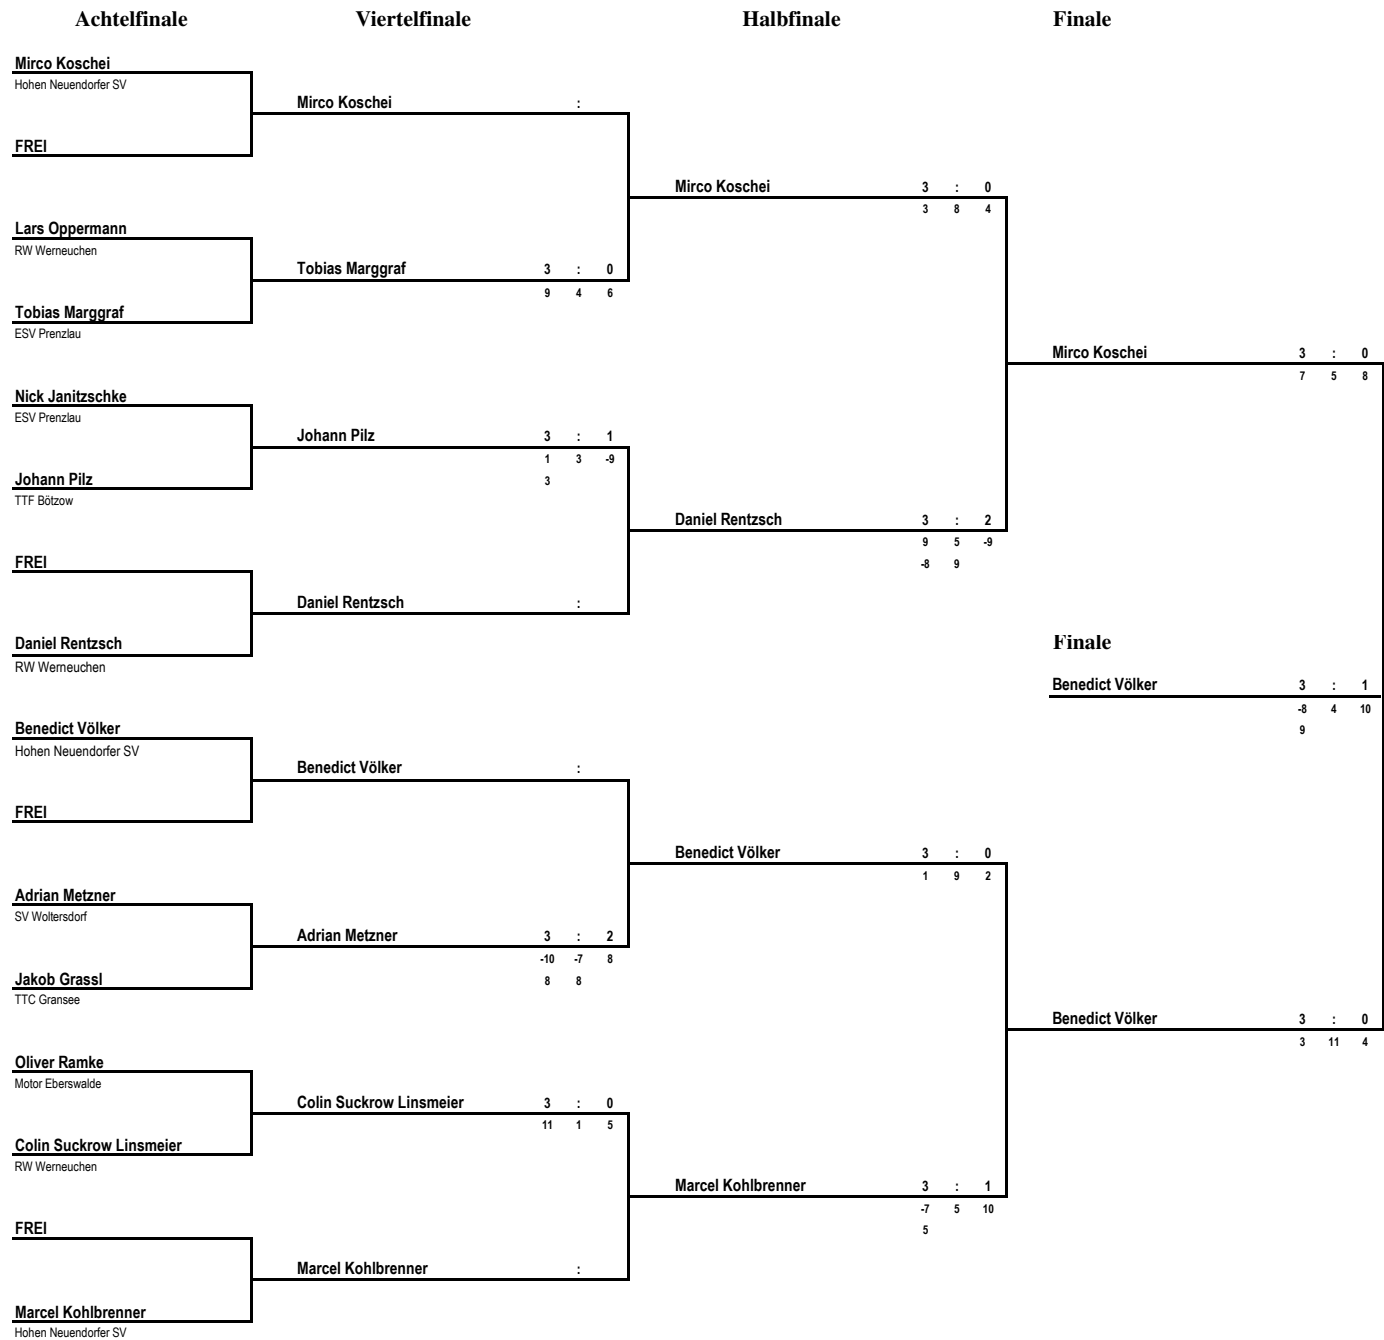 Achtelfinale Viertelfinale Halbfinale Finale
Mirco Koschei
Hohen Neuendorfer SV
Mirco Koschei :
FREI
Mirco Koschei 3 : 0
3 8 4
Lars Oppermann
RW Werneuchen
Tobias Marggraf 3 : 0
9 4 6
Tobias Marggraf
ESV Prenzlau
Mirco Koschei 3 : 0
7 5 8
Nick Janitzschke
ESV Prenzlau
Johann Pilz 3 : 1
1 3 -9
3
Johann Pilz
TTF Bötzow
Daniel Rentzsch 3 : 2
9 5 -9
-8 9
FREI
Daniel Rentzsch :
Daniel Rentzsch
RW Werneuchen
Finale
Benedict Völker 3 : 1
-8 4 10
9
Benedict Völker
Hohen Neuendorfer SV
Benedict Völker :
FREI
Benedict Völker 3 : 0
1 9 2
Adrian Metzner
SV Woltersdorf
Adrian Metzner 3 : 2
-10 -7 8
8 8
Jakob Grassl
TTC Gransee
Benedict Völker 3 : 0
3 11 4
Oliver Ramke
Motor Eberswalde
Colin Suckrow Linsmeier 3 : 0
11 1 5
Colin Suckrow Linsmeier
RW Werneuchen
Marcel Kohlbrenner 3 : 1
-7 5 10
5
FREI
Marcel Kohlbrenner :
Marcel Kohlbrenner
Hohen Neuendorfer SV